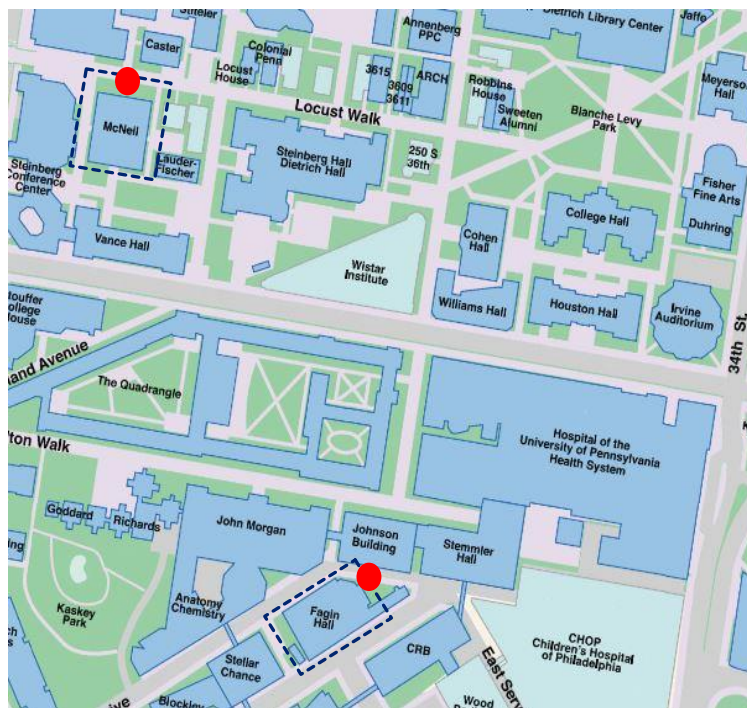 Stiteler
Annenberg
PPC
Dietrich Library Center
Jaffe
Caster
Colonial
Penn
Locust
House
3615
3609
3611
ARCH
Robbins
House
Sweeten
Alumni
Meyerson
Hall
Locust Walk
Blanche Levy
Park
McNeil
Lauder-
Fischer
Steinberg Hall
Dietrich Hall
250 S
36th
Steinberg
Conference
Center
Fisher
Fine Arts
Duhring
College Hall
Cohen
Hall
Vance Hall
Wistar
Institute
Williams Hall
Houston Hall
Irvine
Auditorium
34th St.
touffer
College
House
land Avenue
The Quadrangle
Hospital of the
University of Pennsylvania
Health System
lton Walk
Goddard
Richards
John Morgan
Johnson
Building
Stemmler
Hall
Kaskey
Park
Anatomy
Chemistry
Fagin
Hall
CHOP
Children's Hospital
of Philadelphia
Stellar
Chance
CRB
East Serv
Blockley
Wood